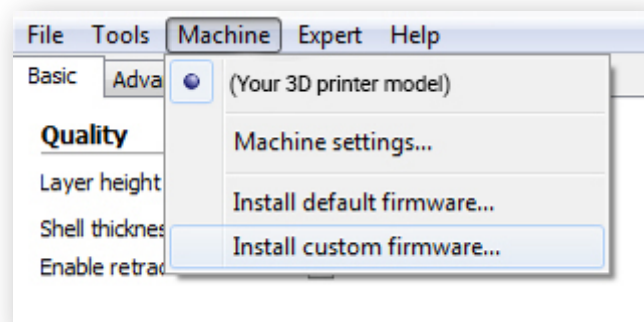 File Tools Machine Expert Help
Basic Adva
(Your 3D printer model)
Quality
Machine settings...
Layer height
Install default firmware...
Shell thicknes
Install custom firmware...
Enable retrac